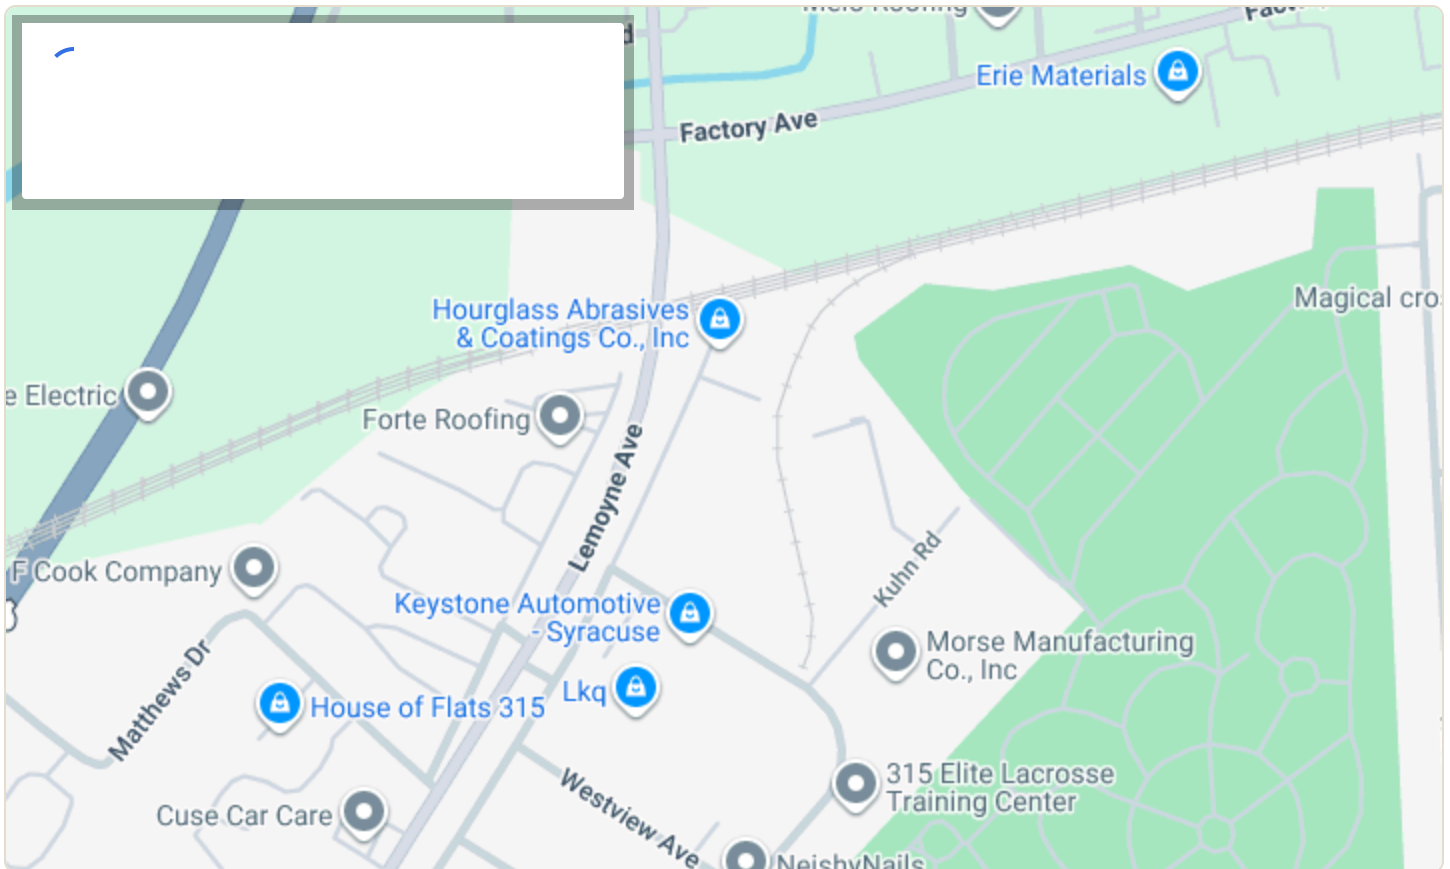 Melo Roofing
d
Erie Materials
Factory Ave
Hourglass Abrasives
& Coatings Co., Inc
Magical cro
e Electric
Forte Roofing
Lemoyne Ave
Kuhn Rd
F Cook Company
Keystone Automotive
- Syracuse
Morse Manufacturing
Co., Inc
Matthews Dr
House of Flats 315
Lkq
315 Elite Lacrosse
Training Center
Westview Ave
Cuse Car Care
NeishyNails